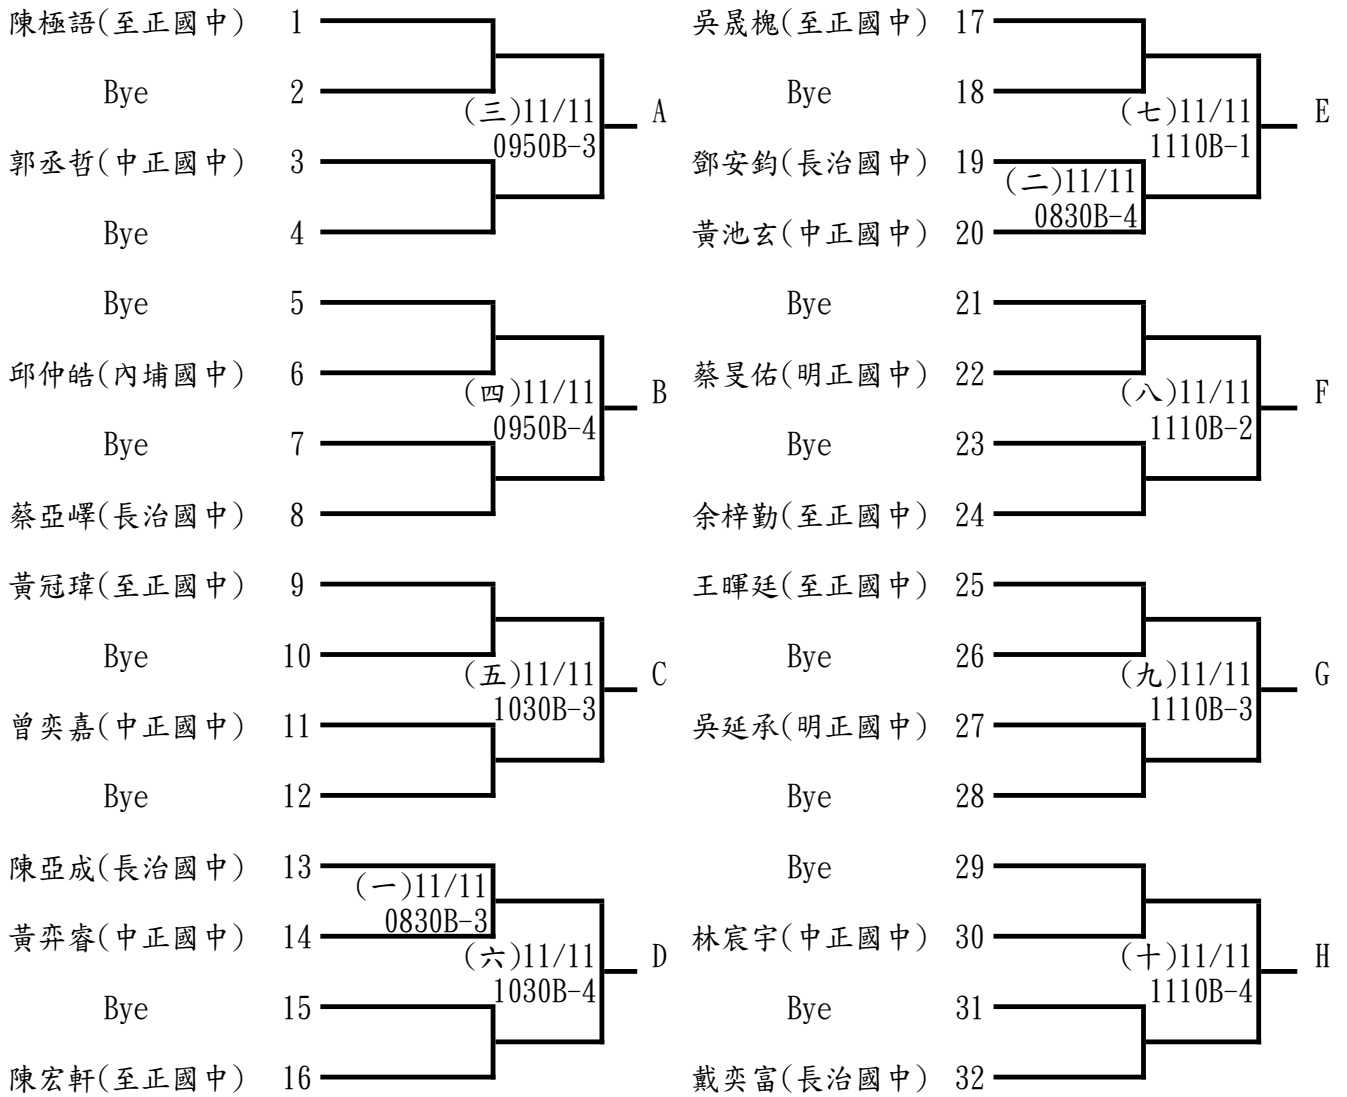 陳極語(至正國中) 1
Bye 2
(三)11/11 A
0950B-3
郭丞哲(中正國中) 3
Bye 4
Bye 5
邱仲皓(內埔國中) 6
(四)11/11 B
0950B-4
Bye 7
蔡亞嶧(長治國中) 8
黃冠瑋(至正國中) 9
Bye 10
(五)11/11 C
1030B-3
曾奕嘉(中正國中) 11
Bye 12
陳亞成(長治國中) 13
(一)11/11
0830B-3
黃弈睿(中正國中) 14
(六)11/11 D
1030B-4
Bye 15
陳宏軒(至正國中) 16
吳晟槐(至正國中) 17
Bye 18
(七)11/11 E
1110B-1
鄧安鈞(長治國中) 19
(二)11/11
0830B-4
黃池玄(中正國中) 20
Bye 21
蔡旻佑(明正國中) 22
(八)11/11 F
1110B-2
Bye 23
余梓勤(至正國中) 24
王暉廷(至正國中) 25
Bye 26
(九)11/11 G
1110B-3
吳延承(明正國中) 27
Bye 28
Bye 29
林宸宇(中正國中) 30
(十)11/11 H
1110B-4
Bye 31
戴奕富(長治國中) 32